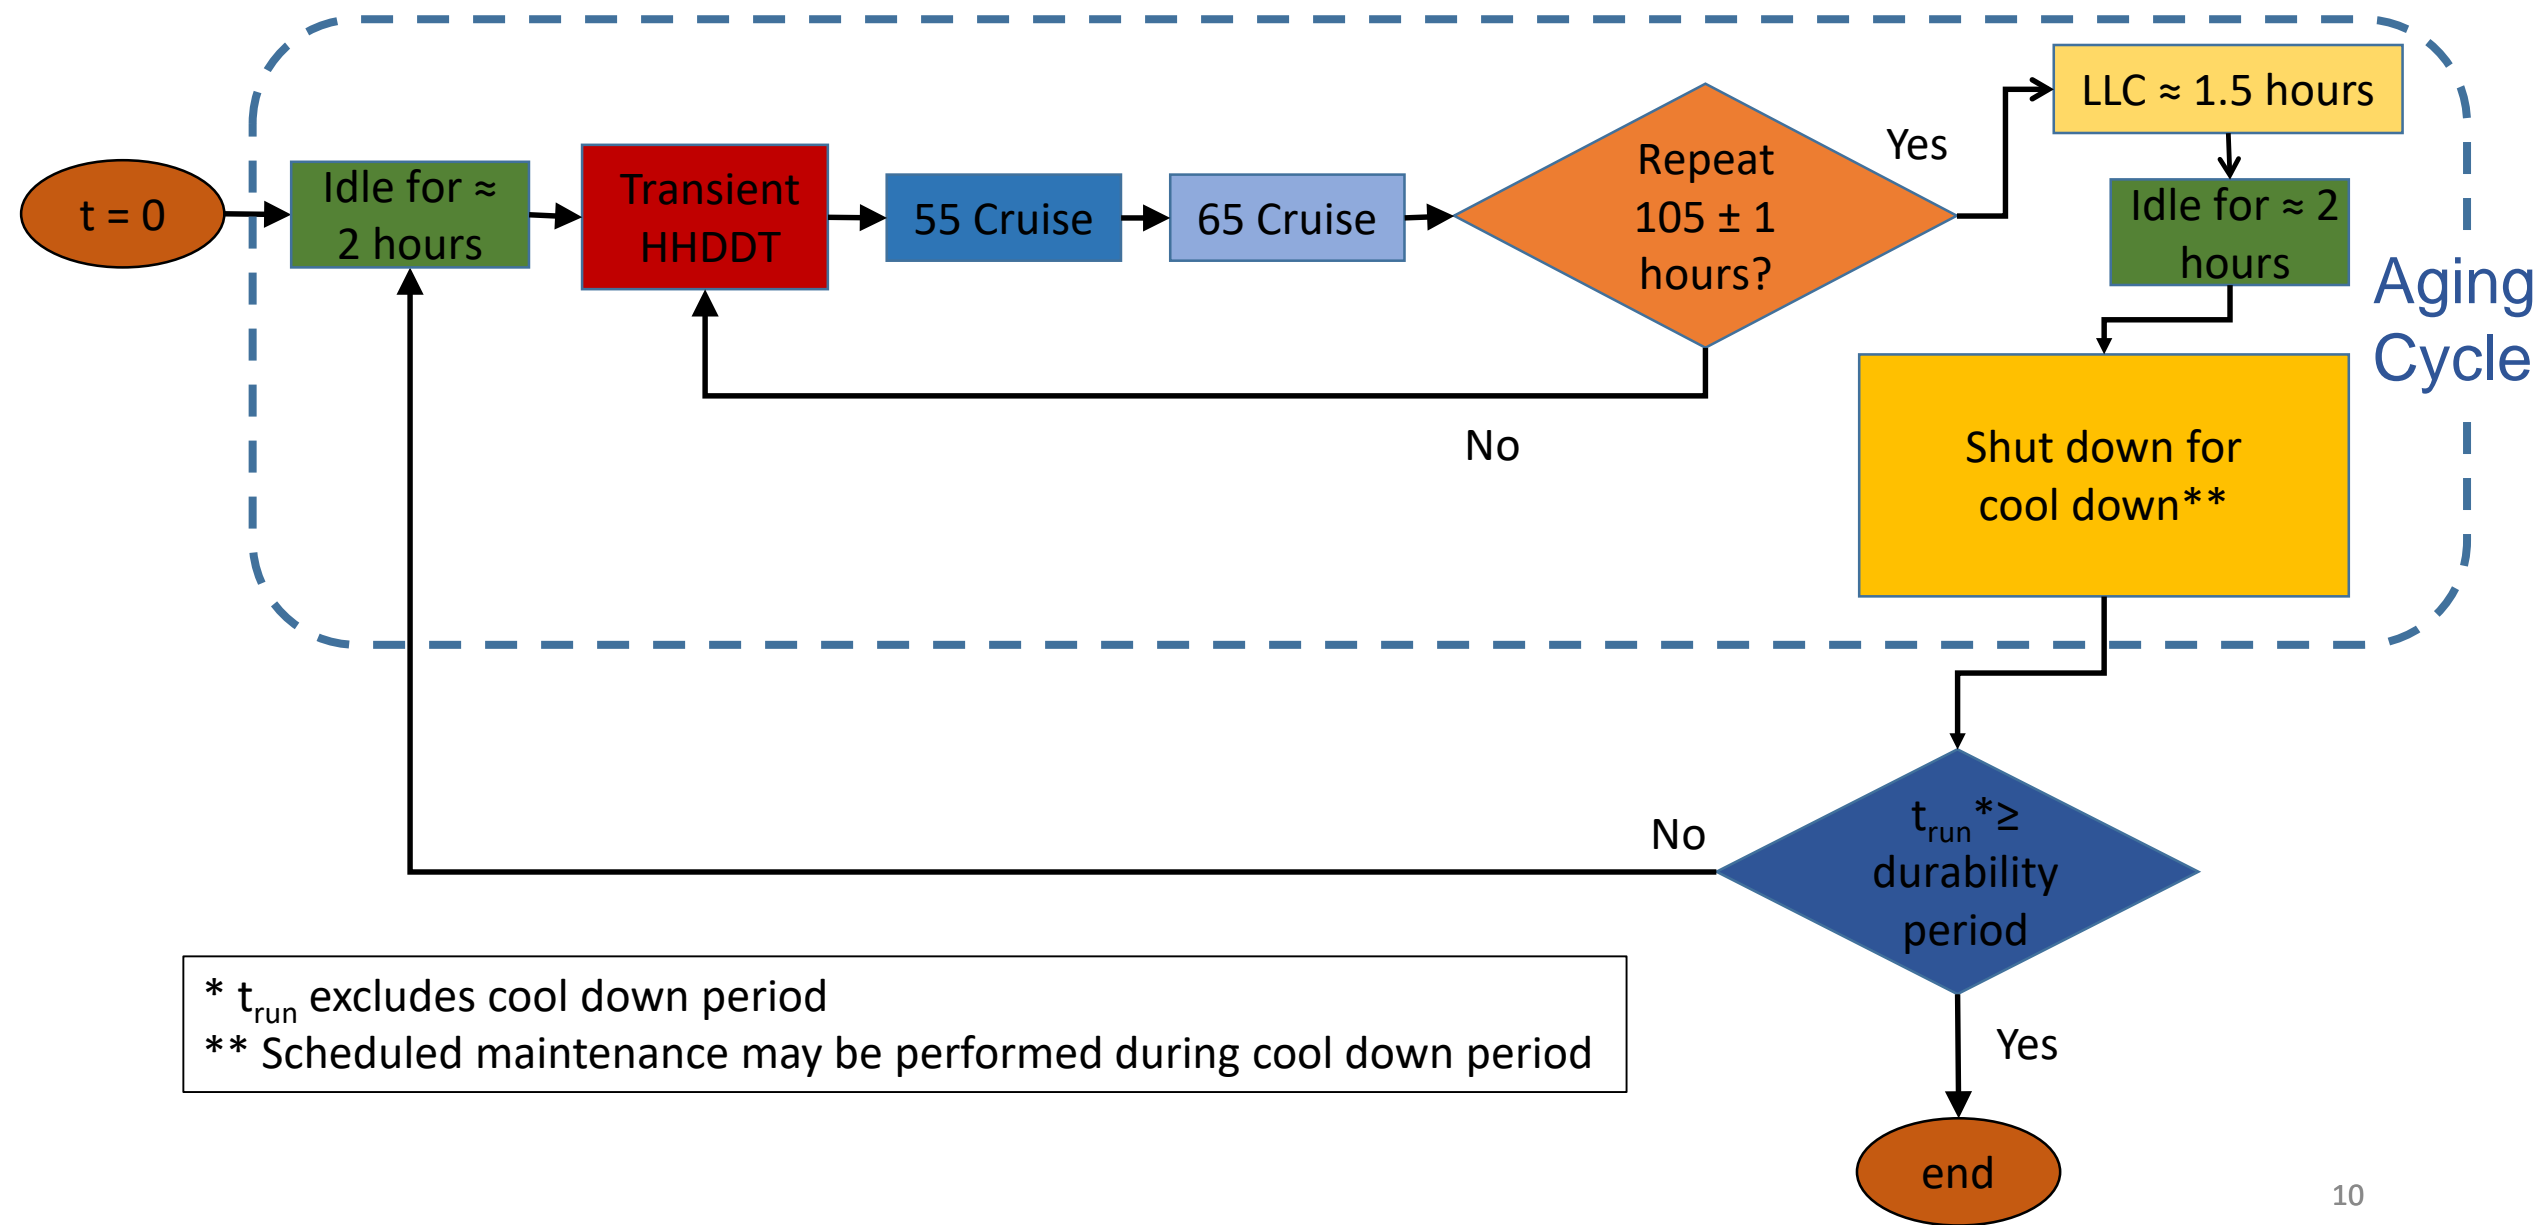 t = 0
Idle for ≈
2 hours
Transient
HHDDT
55 Cruise
65 Cruise
Repeat
105 ± 1
hours?
Yes
No
LLC ≈ 1.5 hours
Idle for ≈ 2
hours
Aging
Cycle
Shut down for
cool down**
t_run*≥
durability
period
No
Yes
end
* t_run excludes cool down period
** Scheduled maintenance may be performed during cool down period
10